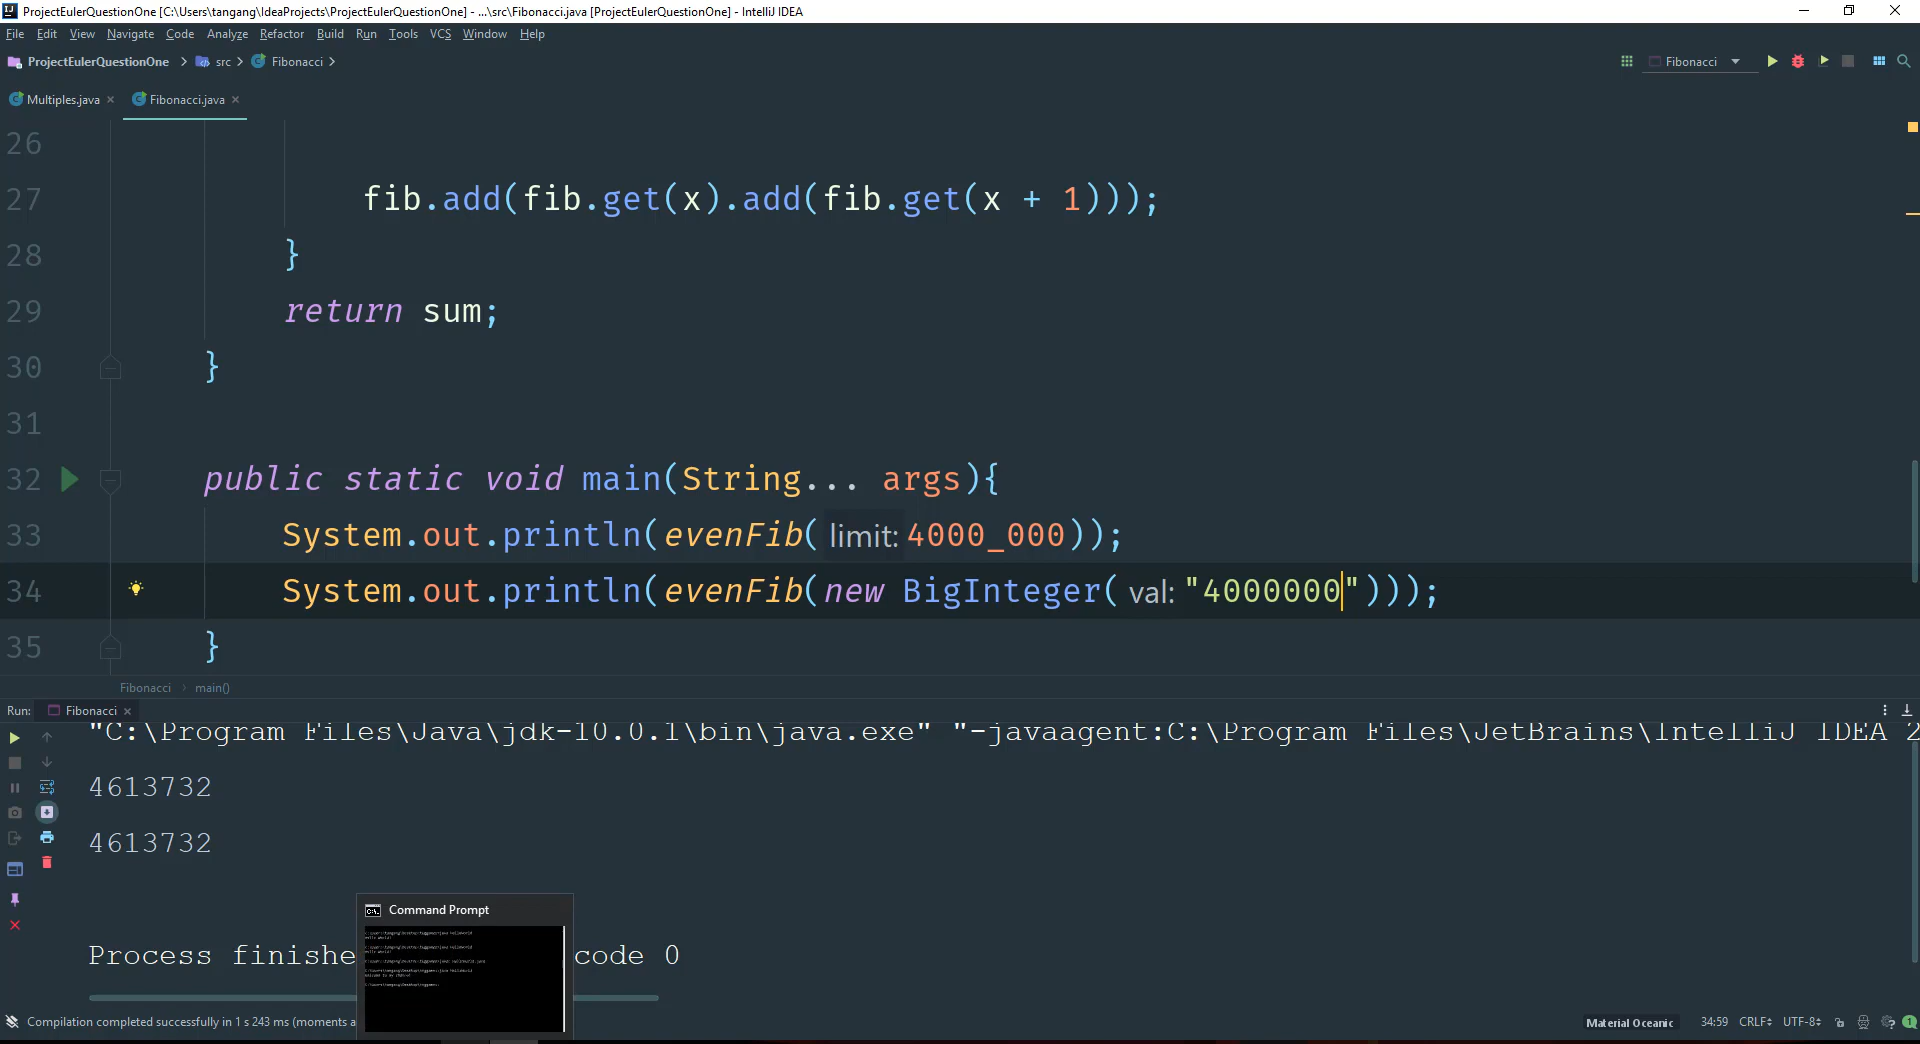 ProjectEulerQuestionOne [C:\Users\tangang\IdeaProjects\ProjectEulerQuestionOne] - ...\src\Fibonacci.java [ProjectEulerQuestionOne] - IntelliJ IDEA
File Edit View Navigate Code Analyze Refactor Build Run Tools VCS Window Help
ProjectEulerQuestionOne src Fibonacci Fibonacci
Multiples.java Fibonacci.java
26
27 fib.add(fib.get(x).add(fib.get(x + 1)));
28 }
29 return sum;
30 }
31
32 public static void main(String... args){
33 System.out.println(evenFib( limit: 4000_000));
34 System.out.println(evenFib(new BigInteger( val: "4000000")));
35 }
Fibonacci main()
Run: Fibonacci
"C:\Program Files\Java\jdk-10.0.1\bin\java.exe" "-javaagent:C:\Program Files\JetBrains\IntelliJ IDEA 2
4613732
4613732
Command Prompt
Process finishe code 0
Compilation completed successfully in 1 s 243 ms (moments a Material Oceanic 34:59 CRLF UTF-8 1